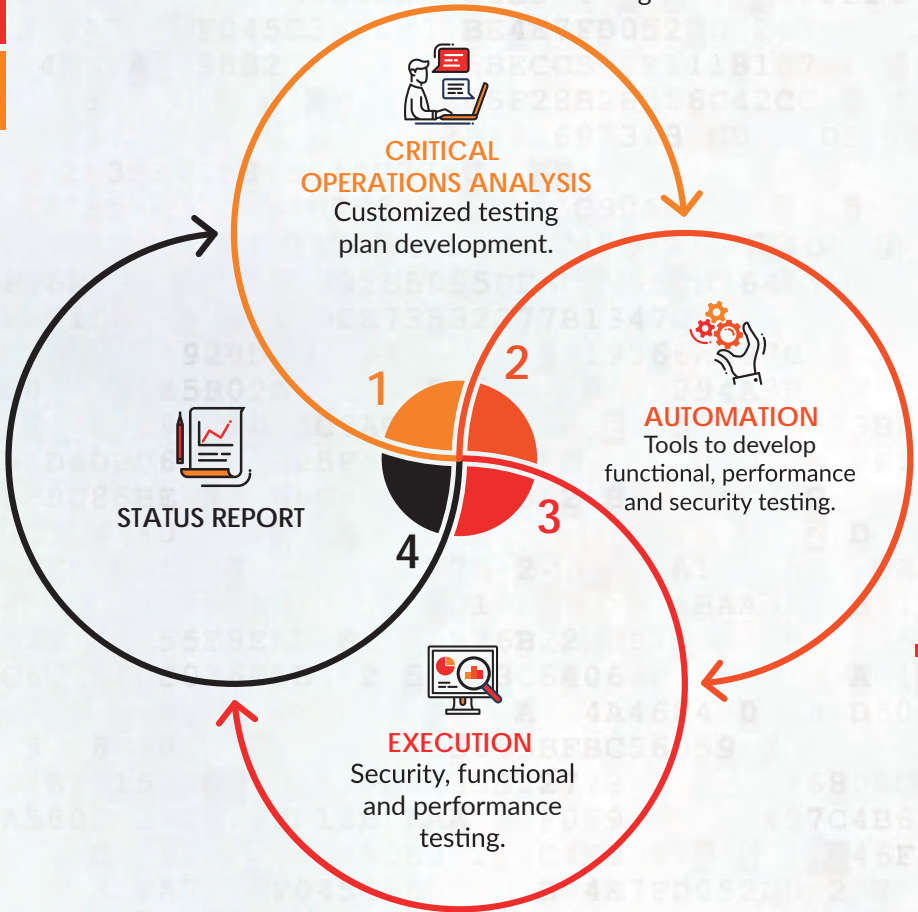 1
CRITICAL
OPERATIONS ANALYSIS
Customized testing
plan development.
2
AUTOMATION
Tools to develop
functional, performance
and security testing.
3
EXECUTION
Security, functional
and performance
testing.
4
STATUS REPORT